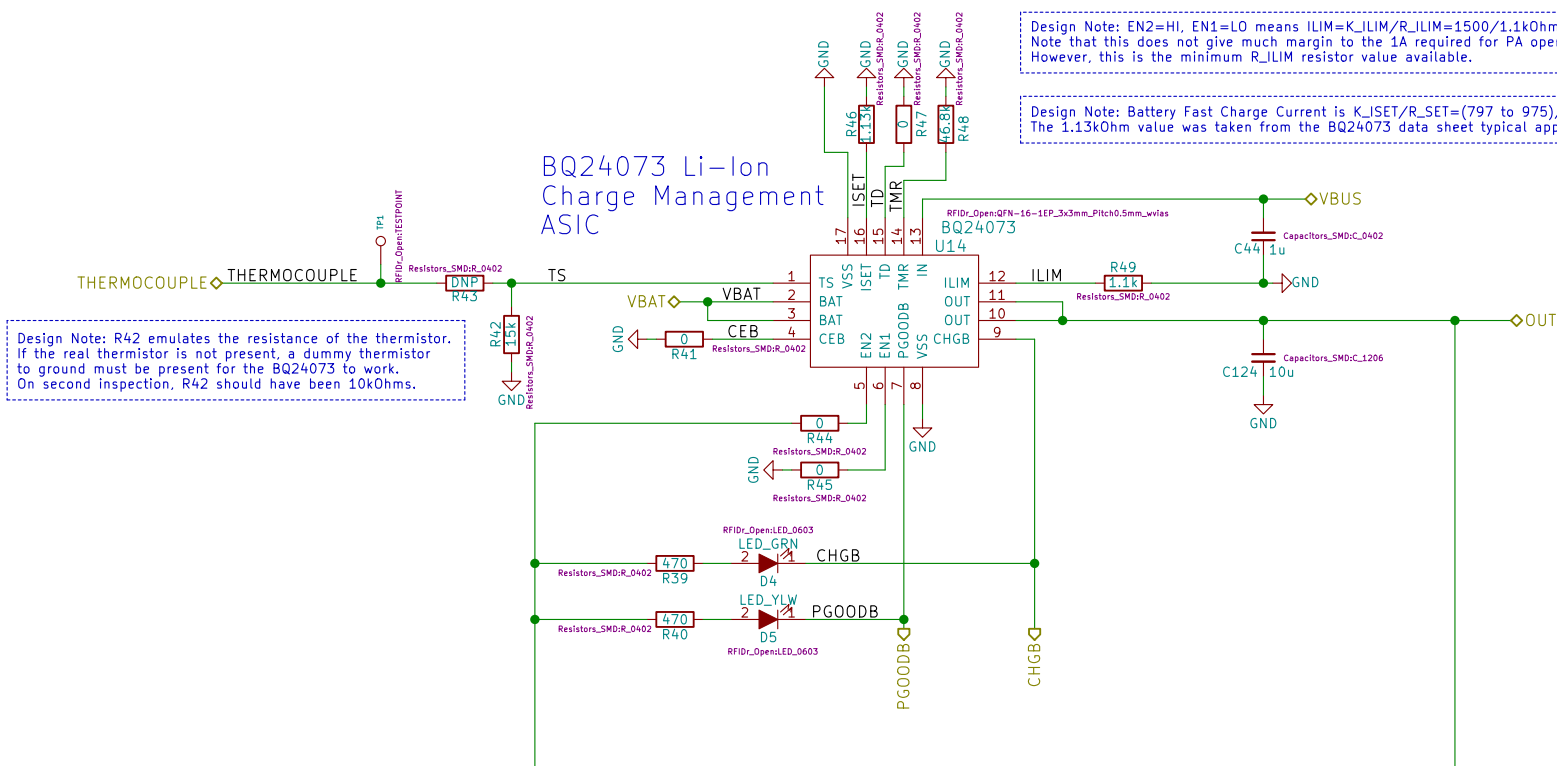 Design Note: EN2=HI, EN1=LO means ILIM=K_ILIM/R_ILIM=1500/1.1kOhm
Note that this does not give much margin to the 1A required for PA oper
However, this is the minimum R_ILIM resistor value available.
Design Note: Battery Fast Charge Current is K_ISET/R_SET=(797 to 975),
The 1.13kOhm value was taken from the BQ24073 data sheet typical app
GND
GND
Resistors_SMD:R_0402
GND
Resistors_SMD:R_0402
GND
Resistors_SMD:R_0402
R46
1.13k
0
R47
46.8k
R48
BQ24073 Li-Ion
Charge Management
ASIC
ISET
TD
TMR
TP1
RFIDr_Open:TESTPOINT
VBUS
RFIDr_Open:QFN-16-1EP_3x3mm_Pitch0.5mm_wvias
BQ24073
U14
17
16
15
14
13
Capacitors_SMD:C_0402
C44
1u
THERMOCOUPLE
THERMOCOUPLE
Resistors_SMD:R_0402
DNP
R43
TS
1
TS
VSS
ISET
TD
TMR
IN
ILIM
12
ILIM
R49
1.1k
Resistors_SMD:R_0402
GND
VBAT
VBAT
2
BAT
OUT
11
3
BAT
OUT
10
OUT
GND
0
R41
CEB
Resistors_SMD:R_0402
4
CEB
EN2
EN1
PGOODB
VSS
CHGB
9
R42
15k
Resistors_SMD:R_0402
GND
Design Note: R42 emulates the resistance of the thermistor.
If the real thermistor is not present, a dummy thermistor
to ground must be present for the BQ24073 to work.
On second inspection, R42 should have been 10kOhms.
Capacitors_SMD:C_1206
C124
10u
GND
5
6
7
8
GND
0
R44
Resistors_SMD:R_0402
GND
0
R45
Resistors_SMD:R_0402
RFIDr_Open:LED_0603
LED_GRN
Resistors_SMD:R_0402
470
R39
2
1
D4
CHGB
LED_YLW
Resistors_SMD:R_0402
470
R40
2
1
D5
PGOODB
RFIDr_Open:LED_0603
PGOODB
CHGB